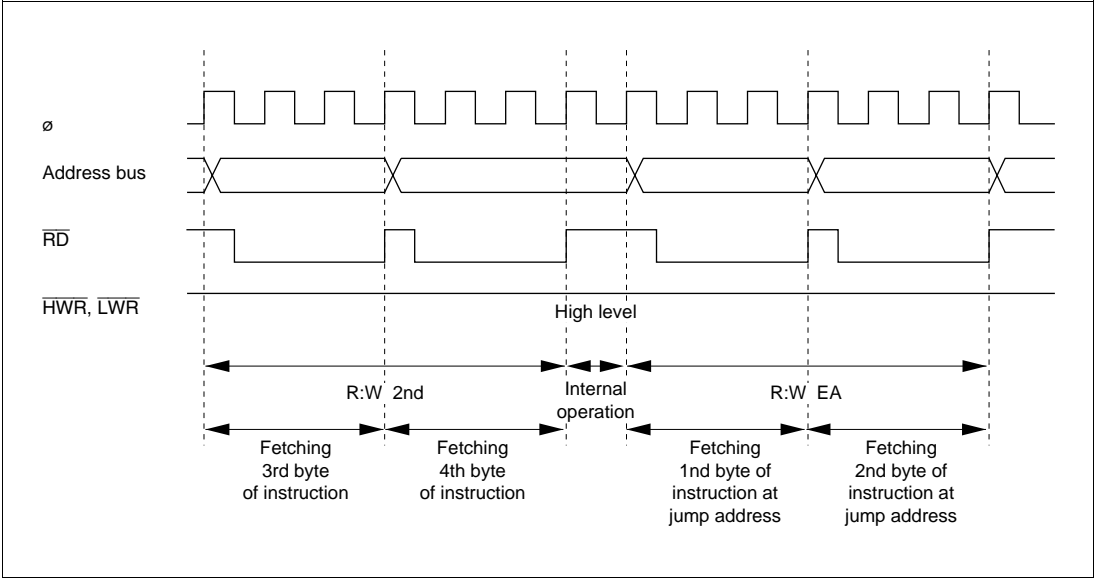 ø
Address bus
RD
HWR, LWR
High level
R:W 2nd
Internal
operation
R:W EA
Fetching
3rd byte
of instruction
Fetching
4th byte
of instruction
Fetching
1nd byte of
instruction at
jump address
Fetching
2nd byte of
instruction at
jump address